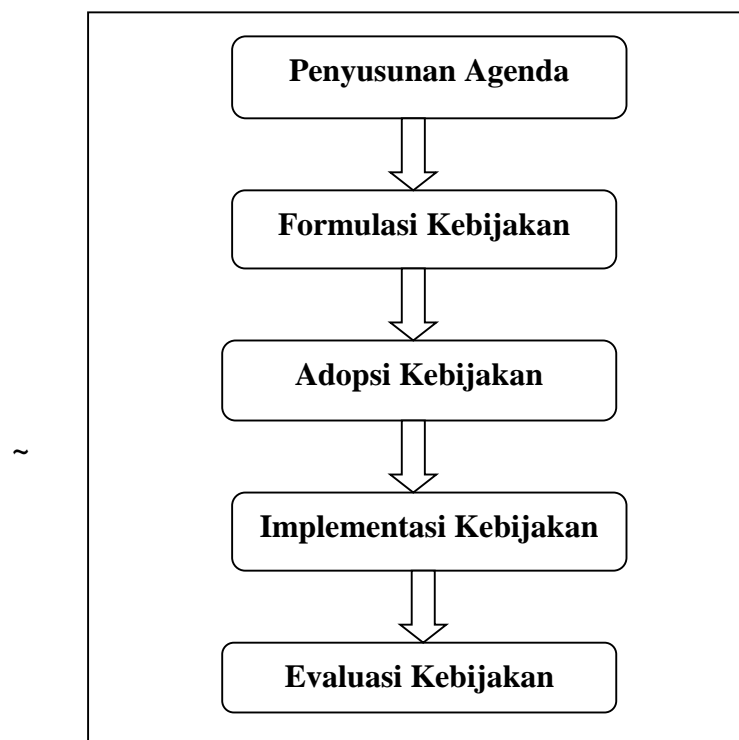 Penyusunan Agenda
Formulasi Kebijakan
Adopsi Kebijakan
~
Implementasi Kebijakan
Evaluasi Kebijakan